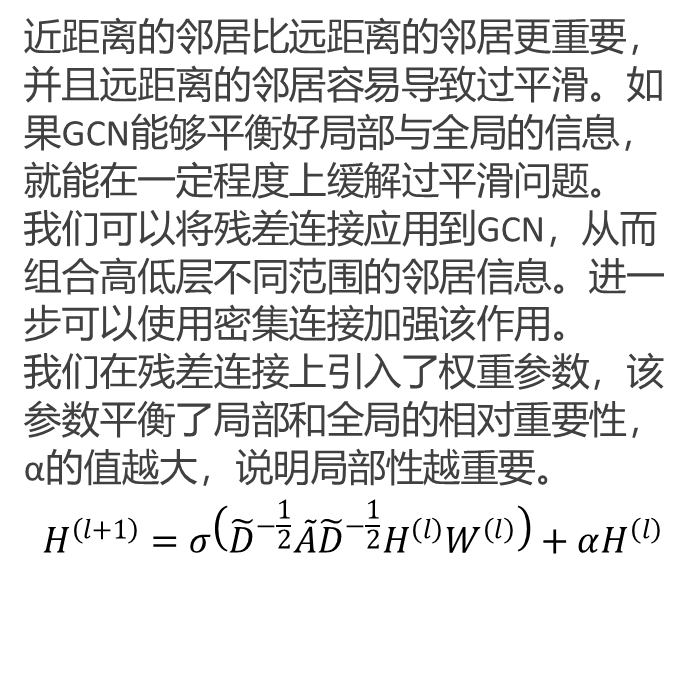 近距离的邻居比远距离的邻居更重要，
并且远距离的邻居容易导致过平滑。如
果GCN能够平衡好局部与全局的信息，
就能在一定程度上缓解过平滑问题。
我们可以将残差连接应用到GCN，从而
组合高低层不同范围的邻居信息。进一
步可以使用密集连接加强该作用。
我们在残差连接上引入了权重参数，该
参数平衡了局部和全局的相对重要性，
α的值越大，说明局部性越重要。
H^{(l+1)} = σ(D̃^{-1/2}ÃD̃^{-1/2}H^{(l)}W^{(l)}) + αH^{(l)}